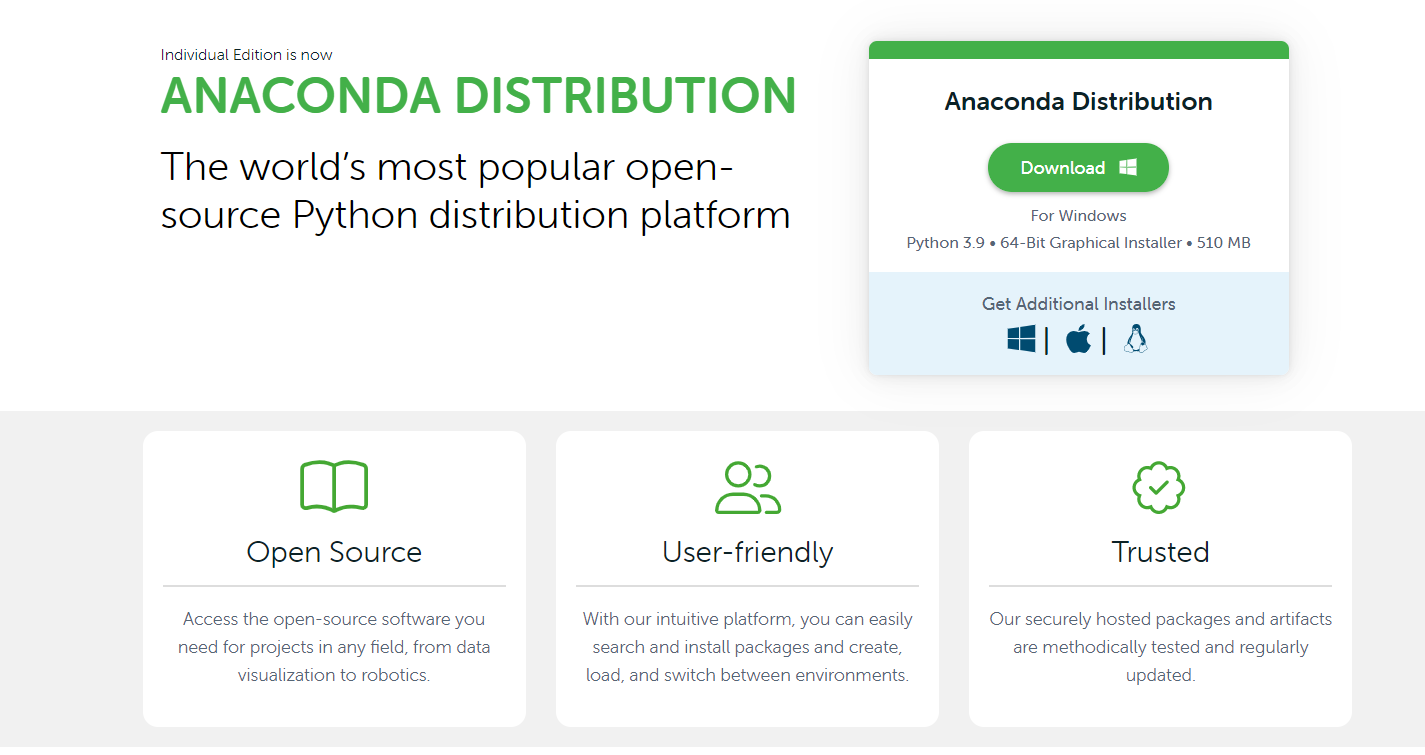 Individual Edition is now
ANACONDA DISTRIBUTION
The world’s most popular open-
source Python distribution platform
Anaconda Distribution
Download
For Windows
Python 3.9 • 64-Bit Graphical Installer • 510 MB
Get Additional Installers
| |
Open Source
Access the open-source software you
need for projects in any field, from data
visualization to robotics.
User-friendly
With our intuitive platform, you can easily
search and install packages and create,
load, and switch between environments.
Trusted
Our securely hosted packages and artifacts
are methodically tested and regularly
updated.